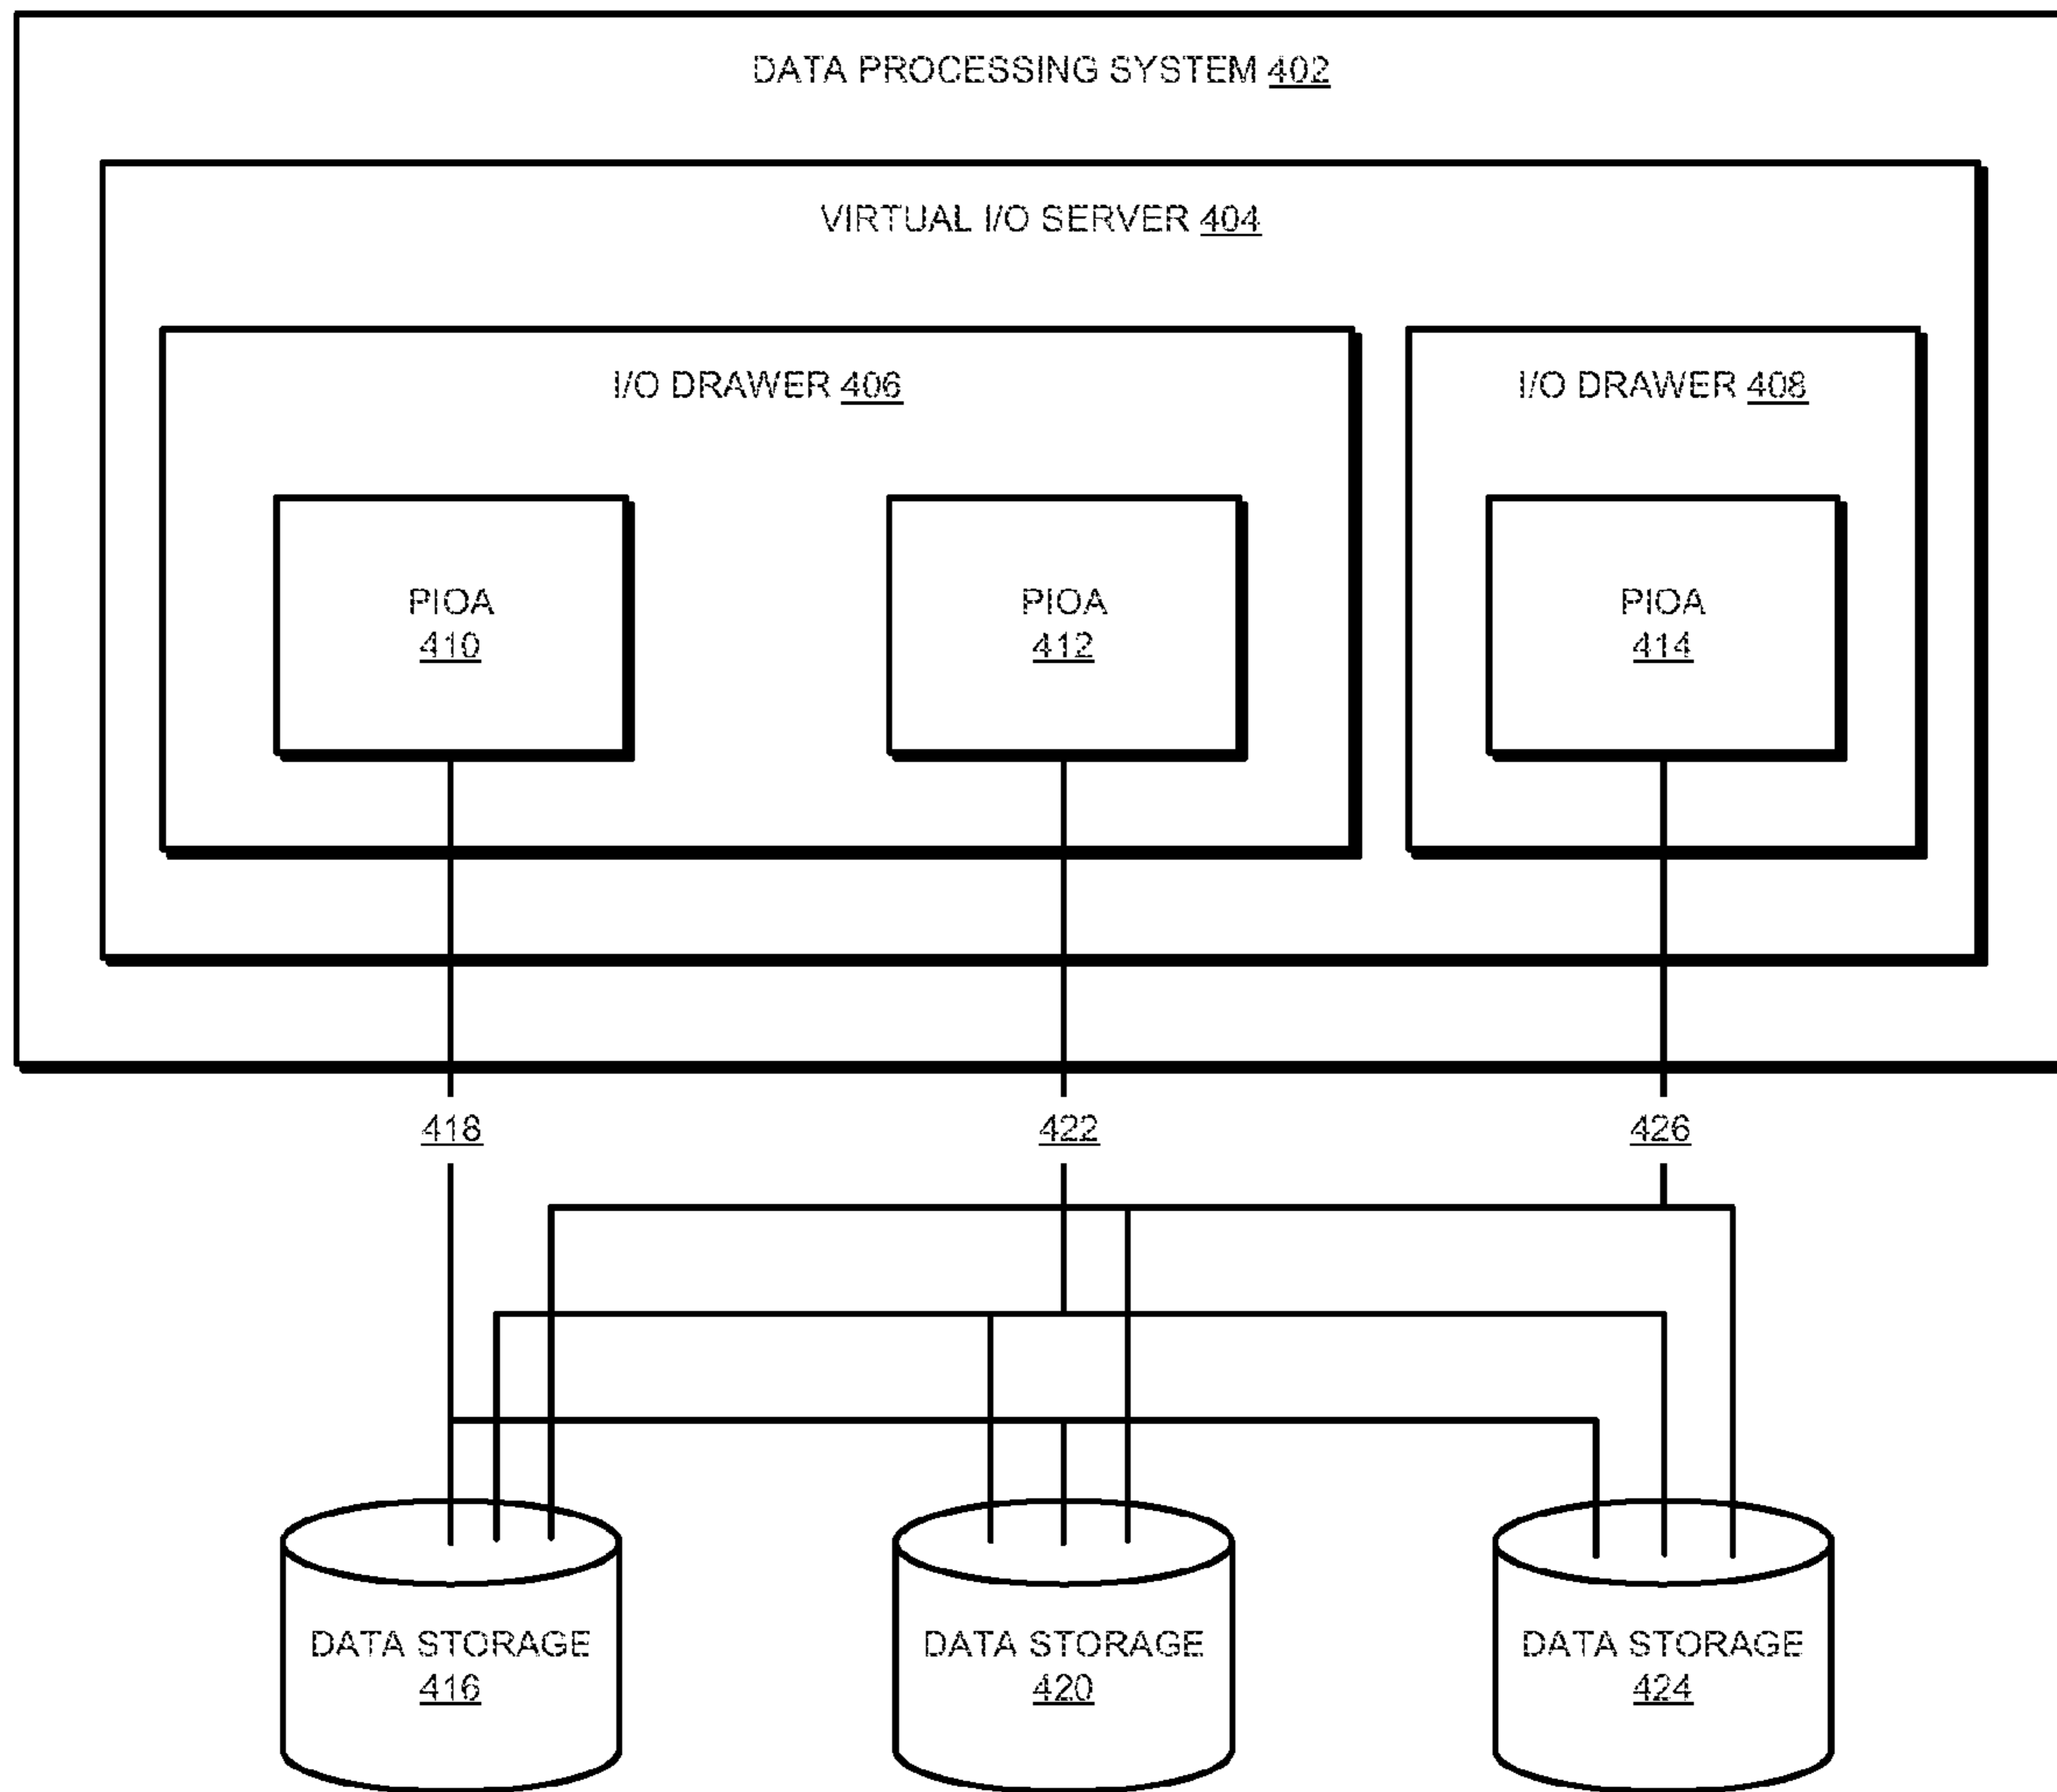 DATA PROCESSING SYSTEM 402
VIRTUAL I/O SERVER 404
I/O DRAWER 406
I/O DRAWER 408
PIOA
410
PIOA
412
PIOA
414
418
422
426
DATA STORAGE
416
DATA STORAGE
420
DATA STORAGE
424